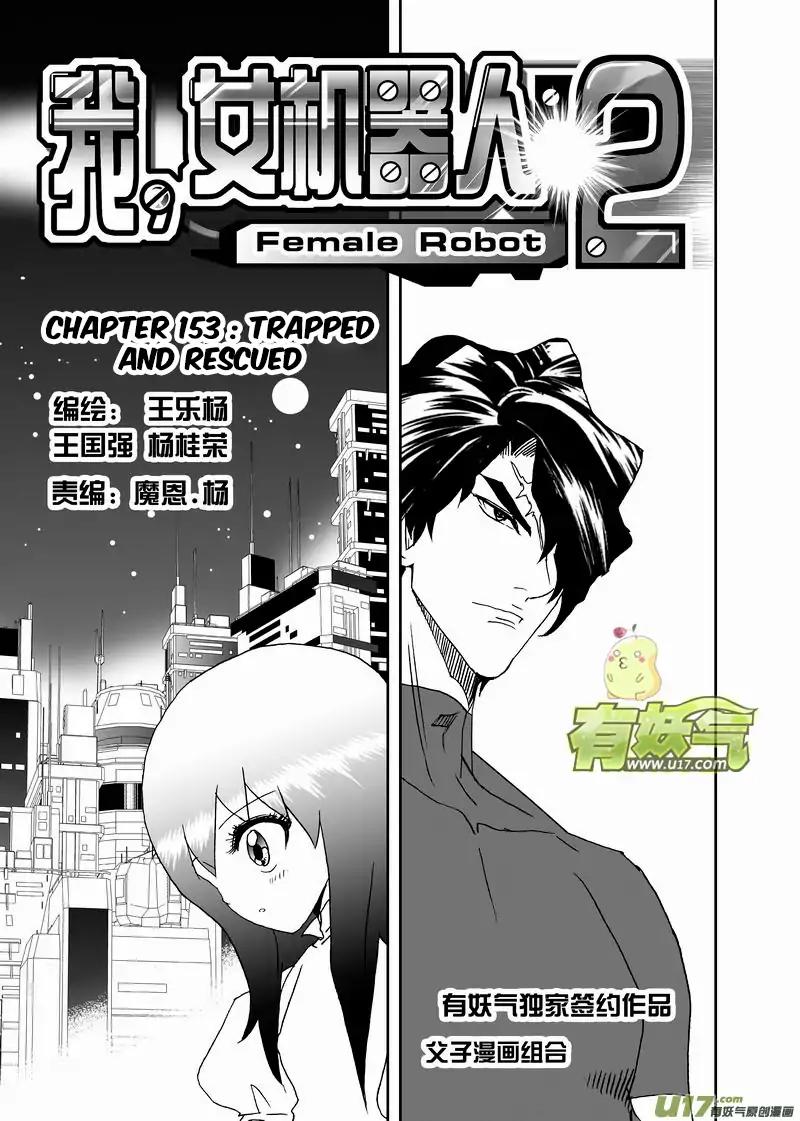 我，女机器人2
Female Robot
CHAPTER 153 : TRAPPED
AND RESCUED
编绘： 王乐杨
王国强 杨桂荣
责编：魔恩.杨
有妖气
www.u17.com
有妖气独家签约作品
父子漫画组合
U17.com
有妖气原创漫画